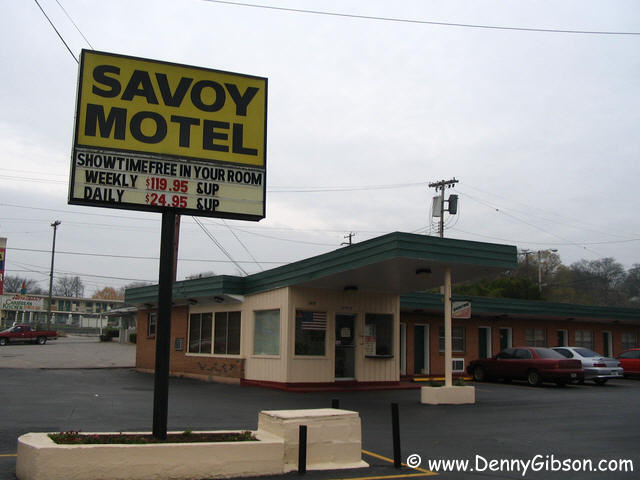 SAVOY
MOTEL
SHOWTIME FREE IN YOUR ROOM
WEEKLY $119.95 &UP
DAILY $24.95 &UP
© www.DennyGibson.com